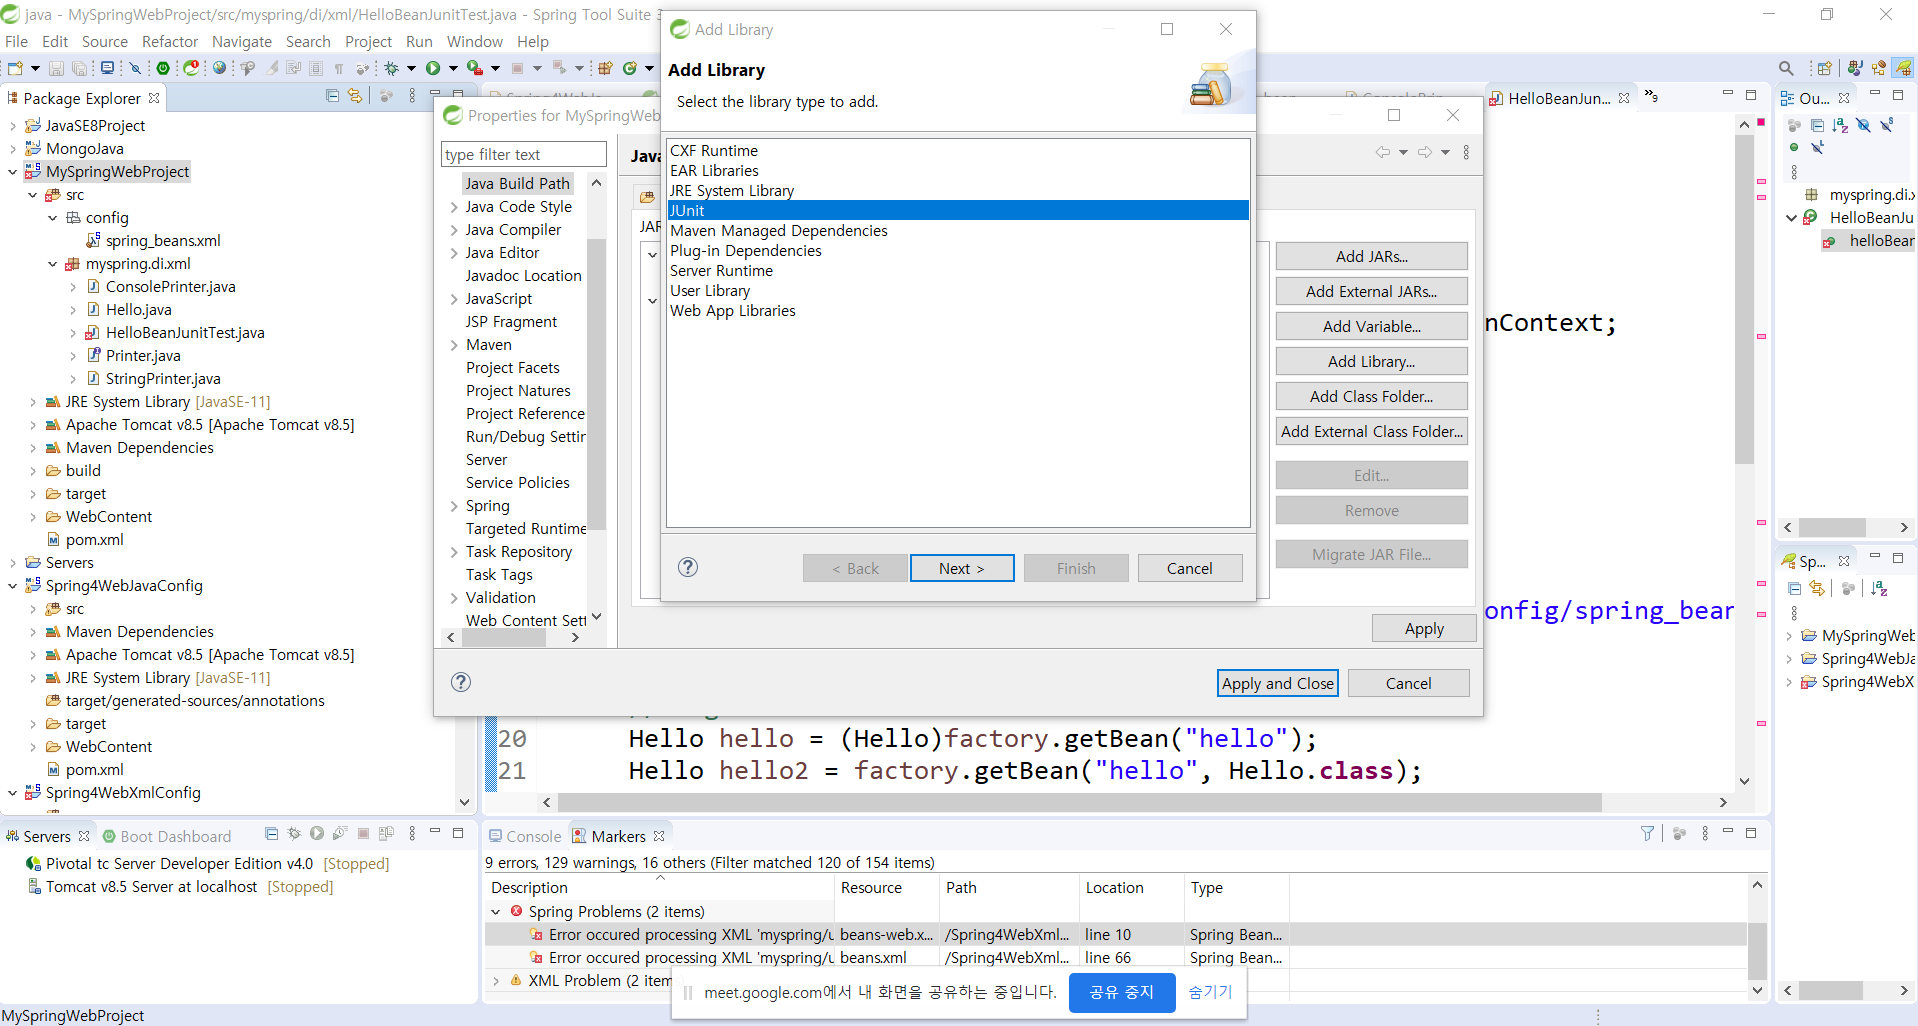 java - MySpringWebProject/src/myspring/di/xml/HelloBeanJunitTest.java - Spring Tool Suite 3
File Edit Source Refactor Navigate Search Project Run Window Help
Package Explorer
JavaSE8Project
MongoJava
MySpringWebProject
src
config
spring_beans.xml
myspring.di.xml
ConsolePrinter.java
Hello.java
HelloBeanJunitTest.java
Printer.java
StringPrinter.java
JRE System Library [JavaSE-11]
Apache Tomcat v8.5 [Apache Tomcat v8.5]
Maven Dependencies
build
target
WebContent
pom.xml
Servers
Spring4WebJavaConfig
src
Maven Dependencies
Apache Tomcat v8.5 [Apache Tomcat v8.5]
JRE System Library [JavaSE-11]
target/generated-sources/annotations
target
WebContent
pom.xml
Spring4WebXmlConfig
Properties for MySpringWeb
type filter text
Java Build Path
Java Code Style
Java Compiler
Java Editor
Javadoc Location
JavaScript
JSP Fragment
Maven
Project Facets
Project Natures
Project Reference
Run/Debug Settin
Server
Service Policies
Spring
Targeted Runtime
Task Repository
Task Tags
Validation
Web Content Sett
Java
JAR
Add JARs...
Add External JARs...
Add Variable...
Add Library...
Add Class Folder...
Add External Class Folder...
Edit...
Remove
Migrate JAR File...
Apply
Apply and Close
Cancel
Add Library
Add Library
Select the library type to add.
CXF Runtime
EAR Libraries
JRE System Library
JUnit
Maven Managed Dependencies
Plug-in Dependencies
Server Runtime
User Library
Web App Libraries
< Back
Next >
Finish
Cancel
HelloBeanJun...
9
nContext;
onfig/spring_bean
20 Hello hello = (Hello)factory.getBean("hello");
21 Hello hello2 = factory.getBean("hello", Hello.class);
Ou...
myspring.di.x
HelloBeanJu
helloBean
Sp...
MySpringWeb
Spring4WebJa
Spring4WebX
Servers
Boot Dashboard
Pivotal tc Server Developer Edition v4.0 [Stopped]
Tomcat v8.5 Server at localhost [Stopped]
Console
Markers
9 errors, 129 warnings, 16 others (Filter matched 120 of 154 items)
Description Resource Path Location Type
Spring Problems (2 items)
Error occured processing XML 'myspring/u beans-web.x... /Spring4WebXml... line 10 Spring Bean...
Error occured processing XML 'myspring/u beans.xml /Spring4WebXml... line 66 Spring Bean...
XML Problem (2 item
meet.google.com에서 내 화면을 공유하는 중입니다.
공유 중지
숨기기
MySpringWebProject